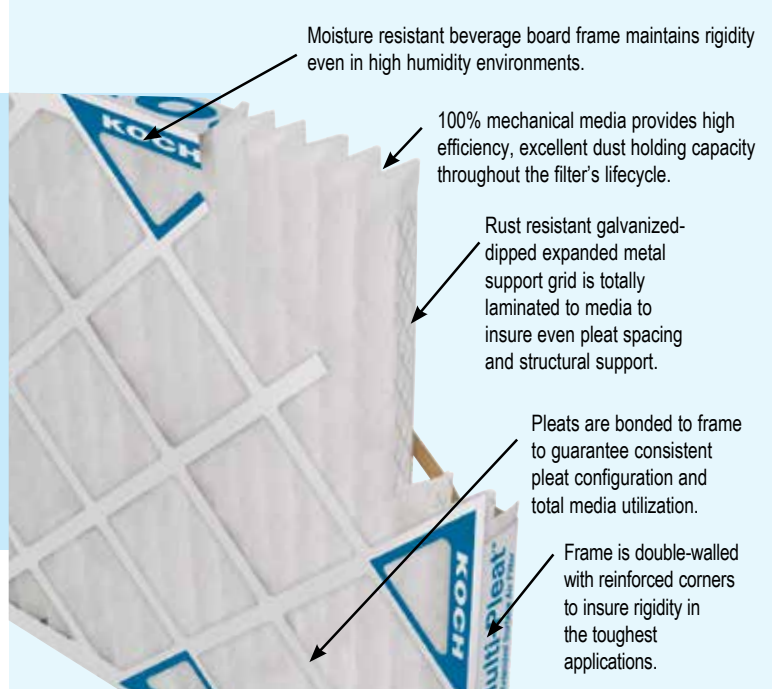 Moisture resistant beverage board frame maintains rigidity
even in high humidity environments.
KOCH
100% mechanical media provides high
efficiency, excellent dust holding capacity
throughout the filter's lifecycle.
Rust resistant galvanized-
dipped expanded metal
support grid is totally
laminated to media to
insure even pleat spacing
and structural support.
Pleats are bonded to frame
to guarantee consistent
pleat configuration and
total media utilization.
Frame is double-walled
with reinforced corners
to insure rigidity in
the toughest
applications.
KOCH
ulti-Pleat™
Air Filter